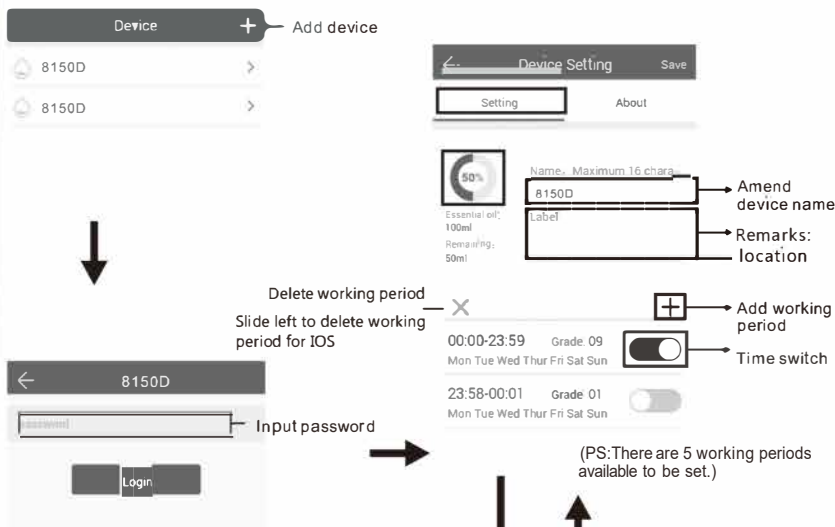 Device +
Add device
8150D >
8150D >
← 8150D
password
Input password
Login
← Device Setting Save
Setting About
50%
Name, Maximum 16 chara
8150D
Amend
device name
Essential oil:
100ml
Remaining:
50ml
Label
Remarks:
location
Delete working period
Slide left to delete working
period for IOS
Add working
period
00:00-23:59 Grade: 09
Mon Tue Wed Thur Fri Sat Sun
Time switch
23:58-00:01 Grade 01
Mon Tue Wed Thur Fri Sat Sun
(PS:There are 5 working periods
available to be set.)